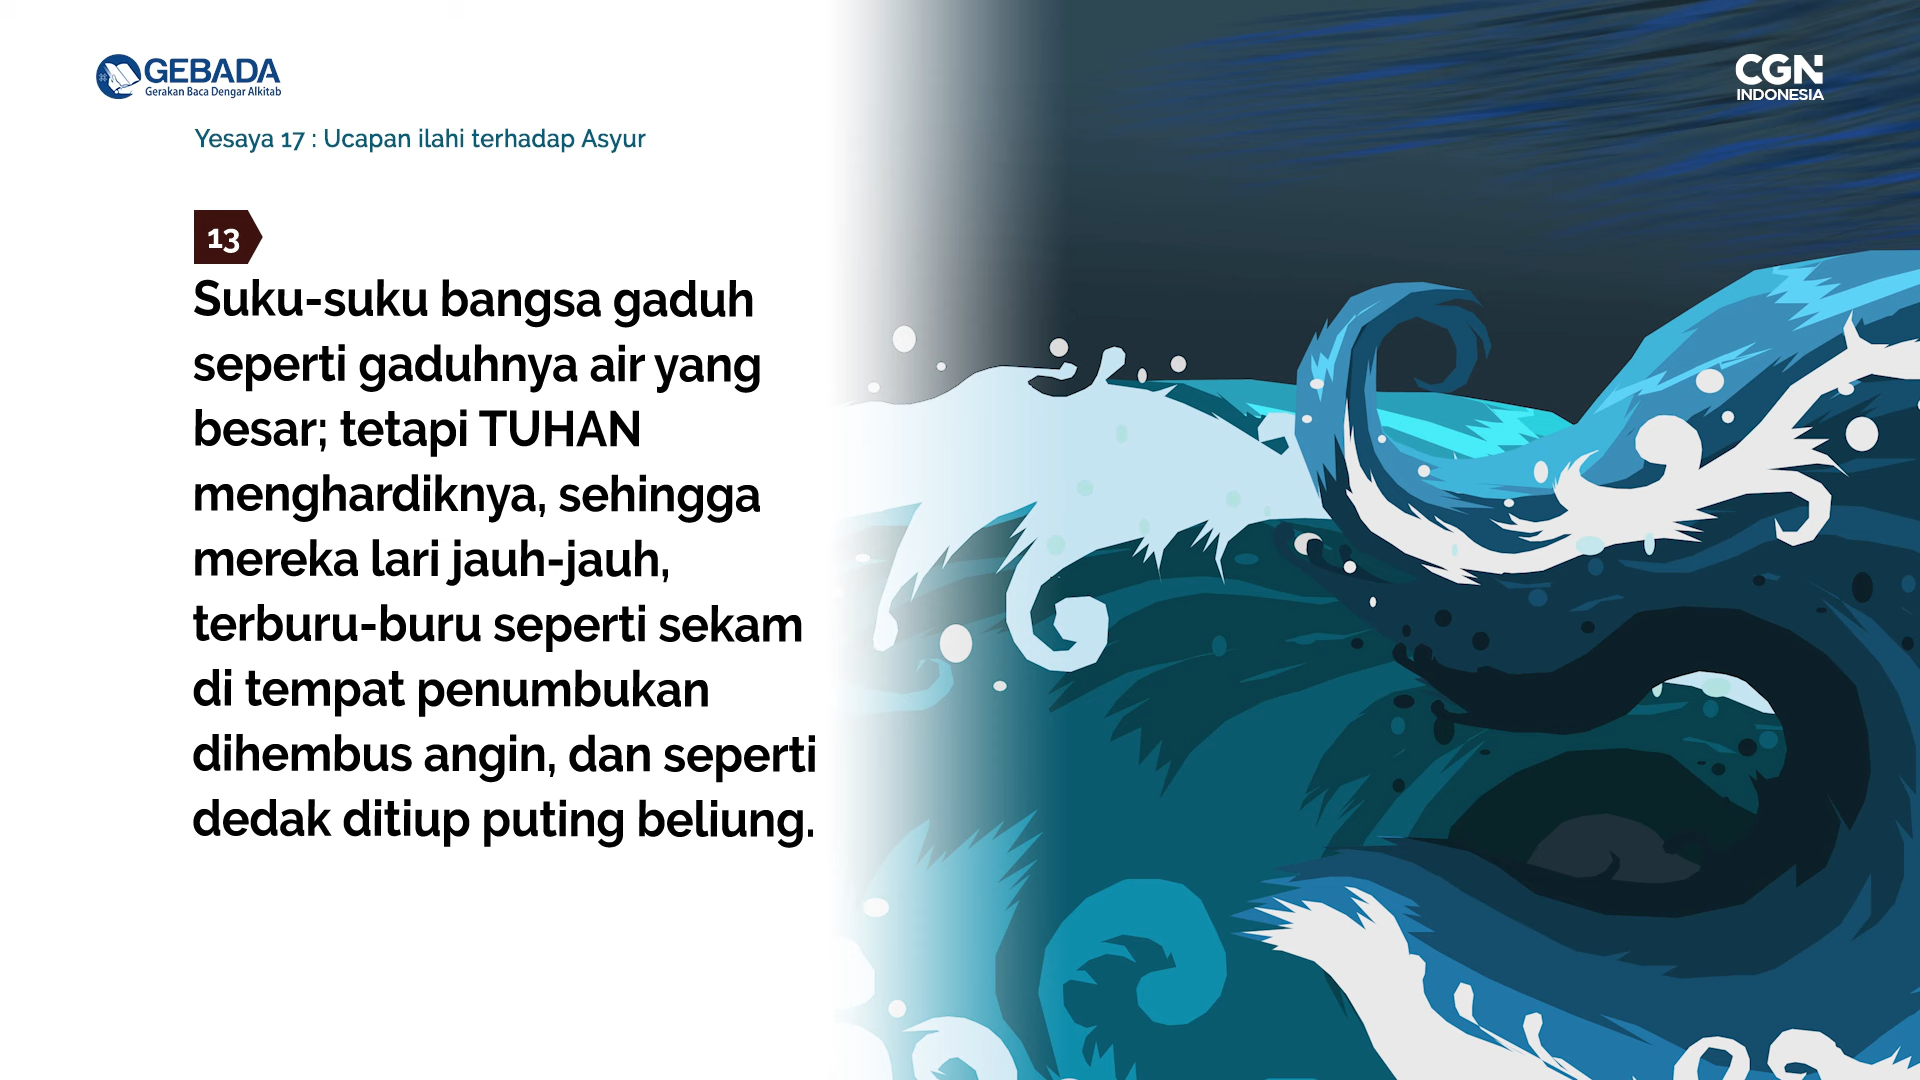 GEBADA
Gerakan Baca Dengar Alkitab
CGN
INDONESIA
Yesaya 17 : Ucapan ilahi terhadap Asyur
13
Suku-suku bangsa gaduh
seperti gaduhnya air yang
besar; tetapi TUHAN
menghardiknya, sehingga
mereka lari jauh-jauh,
terburu-buru seperti sekam
di tempat penumbukan
dihembus angin, dan seperti
dedak ditiup puting beliung.